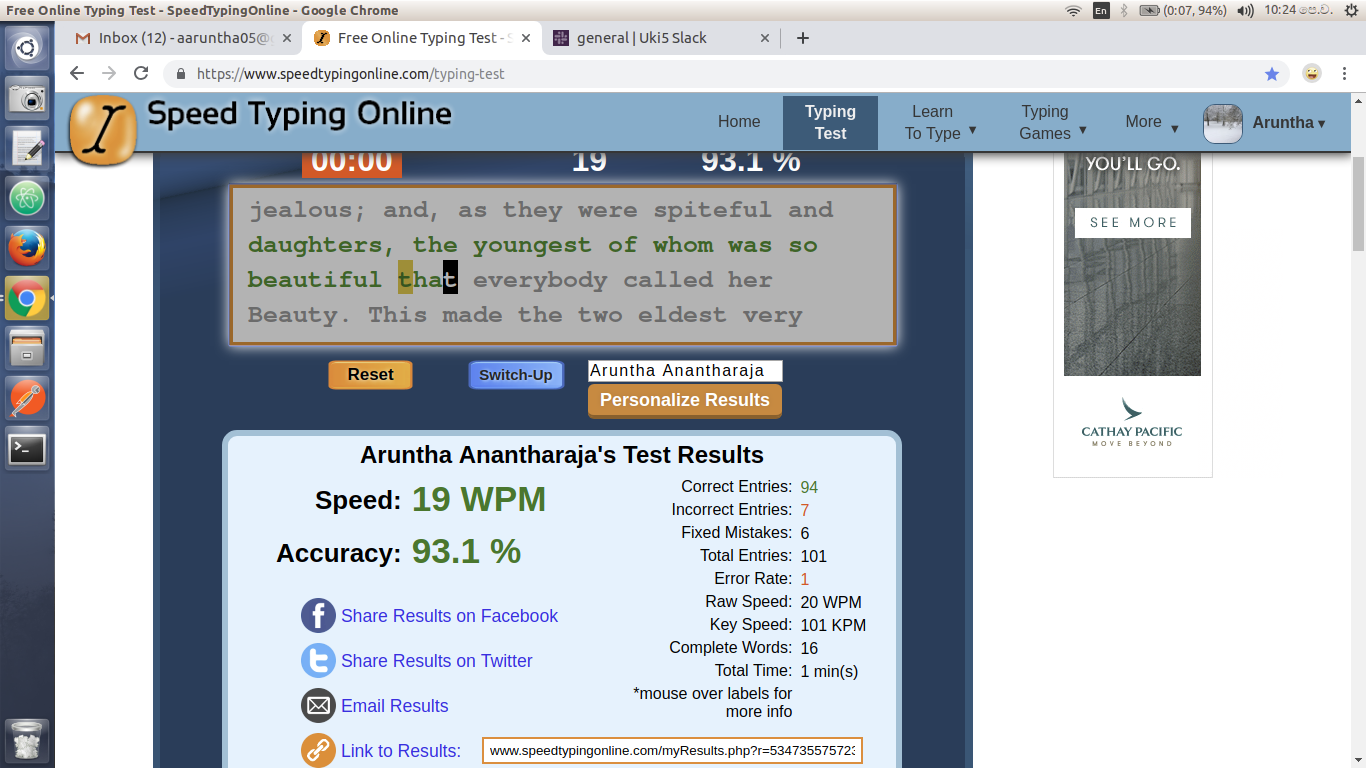 Free Online Typing Test - SpeedTypingOnline - Google Chrome
En (0:07, 94%) 10:24 පෙ.ව.
Inbox (12) - aaruntha05@ Free Online Typing Test - S general | Uki5 Slack
https://www.speedtypingonline.com/typing-test
Speed Typing Online
Home
Typing
Test
Learn
To Type
Typing
Games
More
Aruntha
00:00 19 93.1 %
jealous; and, as they were spiteful and
daughters, the youngest of whom was so
beautiful that everybody called her
Beauty. This made the two eldest very
Reset Switch-Up Aruntha Anantharaja
Personalize Results
Aruntha Anantharaja's Test Results
Speed: 19 WPM
Accuracy: 93.1 %
Correct Entries: 94
Incorrect Entries: 7
Fixed Mistakes: 6
Total Entries: 101
Error Rate: 1
Raw Speed: 20 WPM
Key Speed: 101 KPM
Complete Words: 16
Total Time: 1 min(s)
*mouse over labels for
more info
Share Results on Facebook
Share Results on Twitter
Email Results
Link to Results: www.speedtypingonline.com/myResults.php?r=534735575723
YOU'LL GO.
SEE MORE
CATHAY PACIFIC
MOVE BEYOND